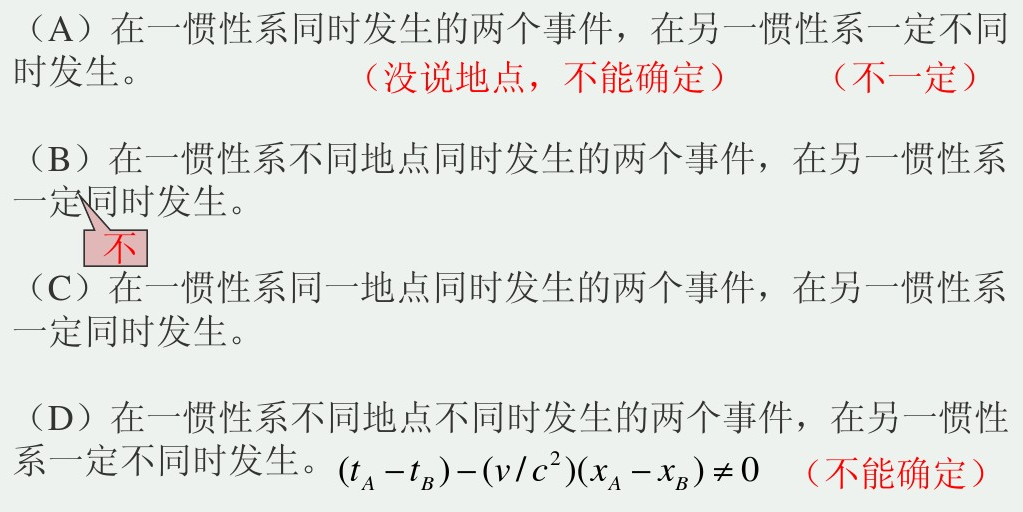 （A）在一惯性系同时发生的两个事件，在另一惯性系一定不同
时发生。
（没说地点，不能确定） （不一定）
（B）在一惯性系不同地点同时发生的两个事件，在另一惯性系
一定同时发生。
不
（C）在一惯性系同一地点同时发生的两个事件，在另一惯性系
一定同时发生。
（D）在一惯性系不同地点不同时发生的两个事件，在另一惯性
系一定不同时发生。 (t_A − t_B) − (v / c²)(x_A − x_B) ≠ 0 （不能确定）